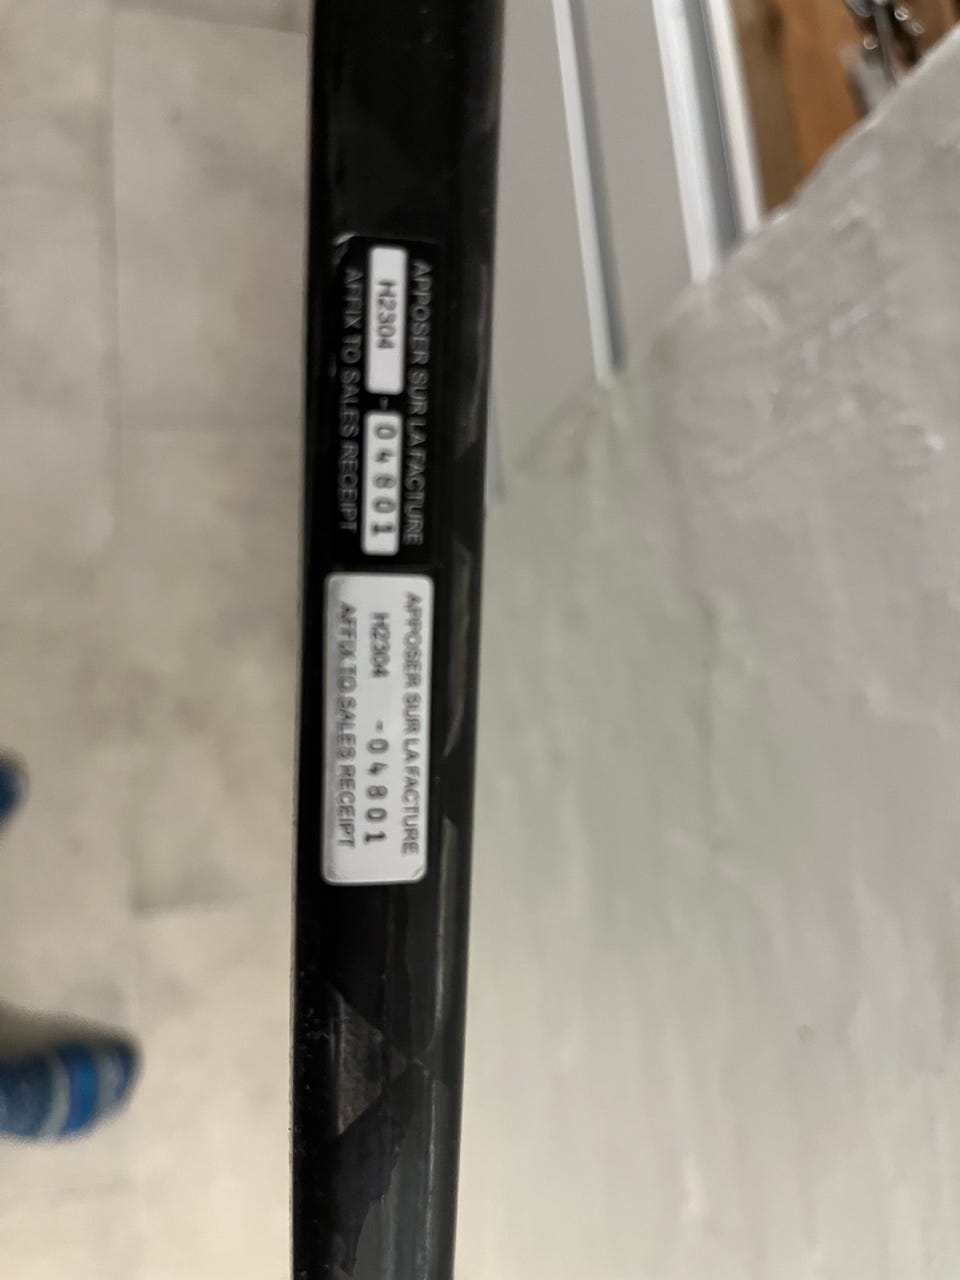 APPOSER SUR LA FACTURE
H2304 - 04801
AFFIX TO SALES RECEIPT
APPOSER SUR LA FACTURE
H2304 -04801
AFFIX TO SALES RECEIPT